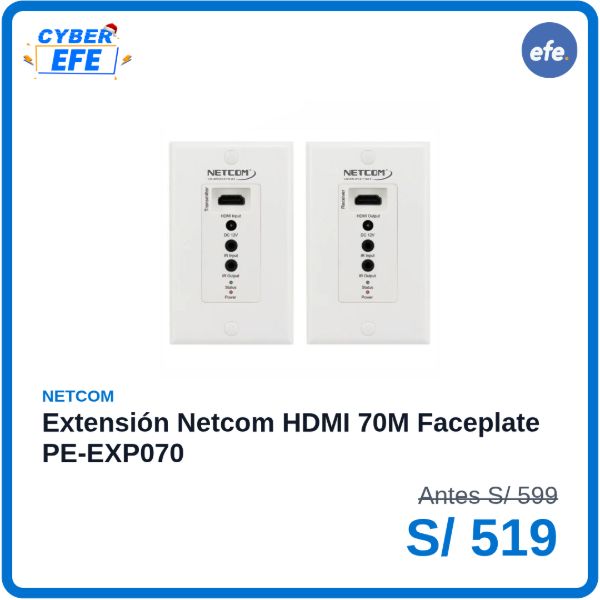 CYBER
EFE
efe.
NETCOM
NETCOM
Transmitter
Receiver
HDMI Input
HDMI Output
DC 12V
DC 12V
IR Input
IR Input
IR Output
IR Output
Status
Status
Power
Power
NETCOM
Extensión Netcom HDMI 70M Faceplate
PE-EXP070
Antes S/ 599
S/ 519